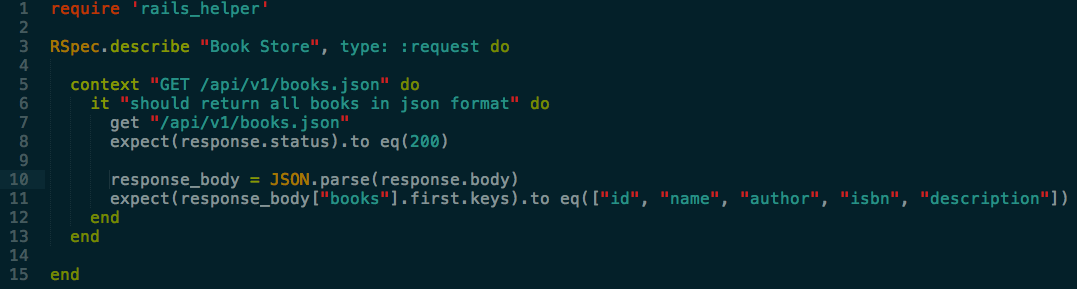 1 require 'rails_helper'
2
3 RSpec.describe "Book Store", type: :request do
4
5   context "GET /api/v1/books.json" do
6     it "should return all books in json format" do
7       get "/api/v1/books.json"
8       expect(response.status).to eq(200)
9
10       response_body = JSON.parse(response.body)
11       expect(response_body["books"].first.keys).to eq(["id", "name", "author", "isbn", "description"])
12     end
13   end
14
15 end